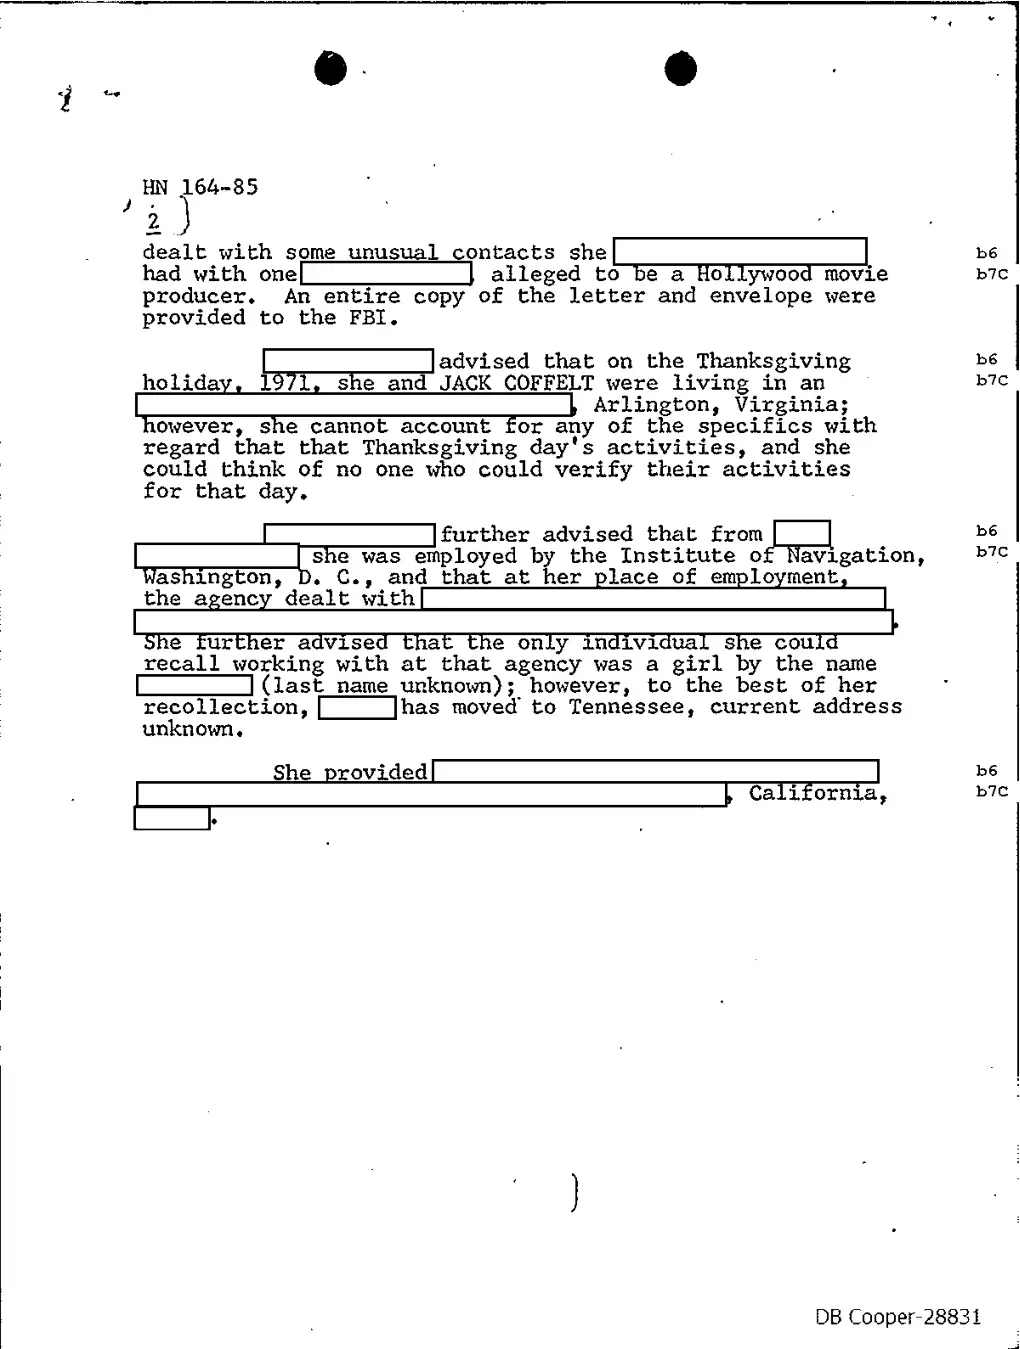 HN 164-85
2
dealt with some unusual contacts she b6
had with one , alleged to be a Hollywood movie b7C
producer. An entire copy of the letter and envelope were
provided to the FBI.
advised that on the Thanksgiving b6
holiday, 1971, she and JACK COFFELT were living in an b7C
, Arlington, Virginia;
however, she cannot account for any of the specifics with
regard that that Thanksgiving day's activities, and she
could think of no one who could verify their activities
for that day.
further advised that from b6
she was employed by the Institute of Navigation, b7C
Washington, D. C., and that at her place of employment,
the agency dealt with
.
She further advised that the only individual she could
recall working with at that agency was a girl by the name
(last name unknown); however, to the best of her
recollection, has moved to Tennessee, current address
unknown.
She provided b6
, California, b7C
.
DB Cooper-28831